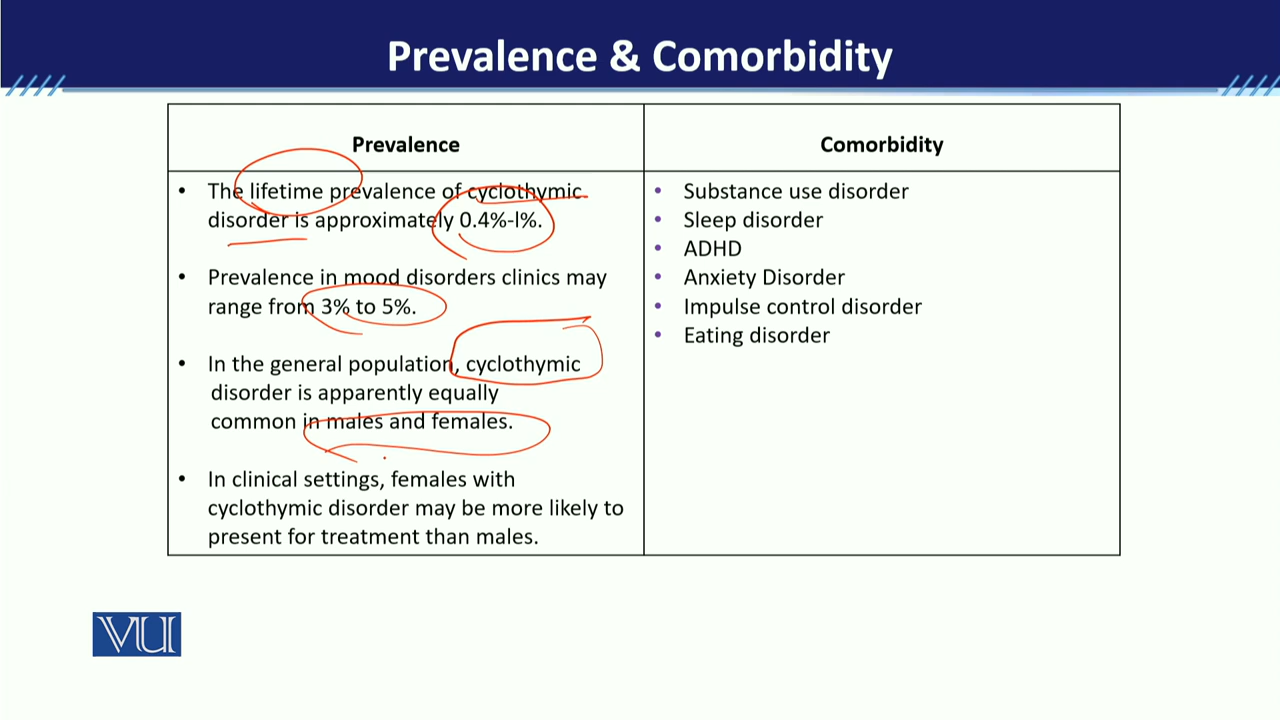 Prevalence & Comorbidity
Prevalence
• The lifetime prevalence of cyclothymic
disorder is approximately 0.4%-l%.
• Prevalence in mood disorders clinics may
range from 3% to 5%.
• In the general population, cyclothymic
disorder is apparently equally
common in males and females.
• In clinical settings, females with
cyclothymic disorder may be more likely to
present for treatment than males.
Comorbidity
• Substance use disorder
• Sleep disorder
• ADHD
• Anxiety Disorder
• Impulse control disorder
• Eating disorder
VU